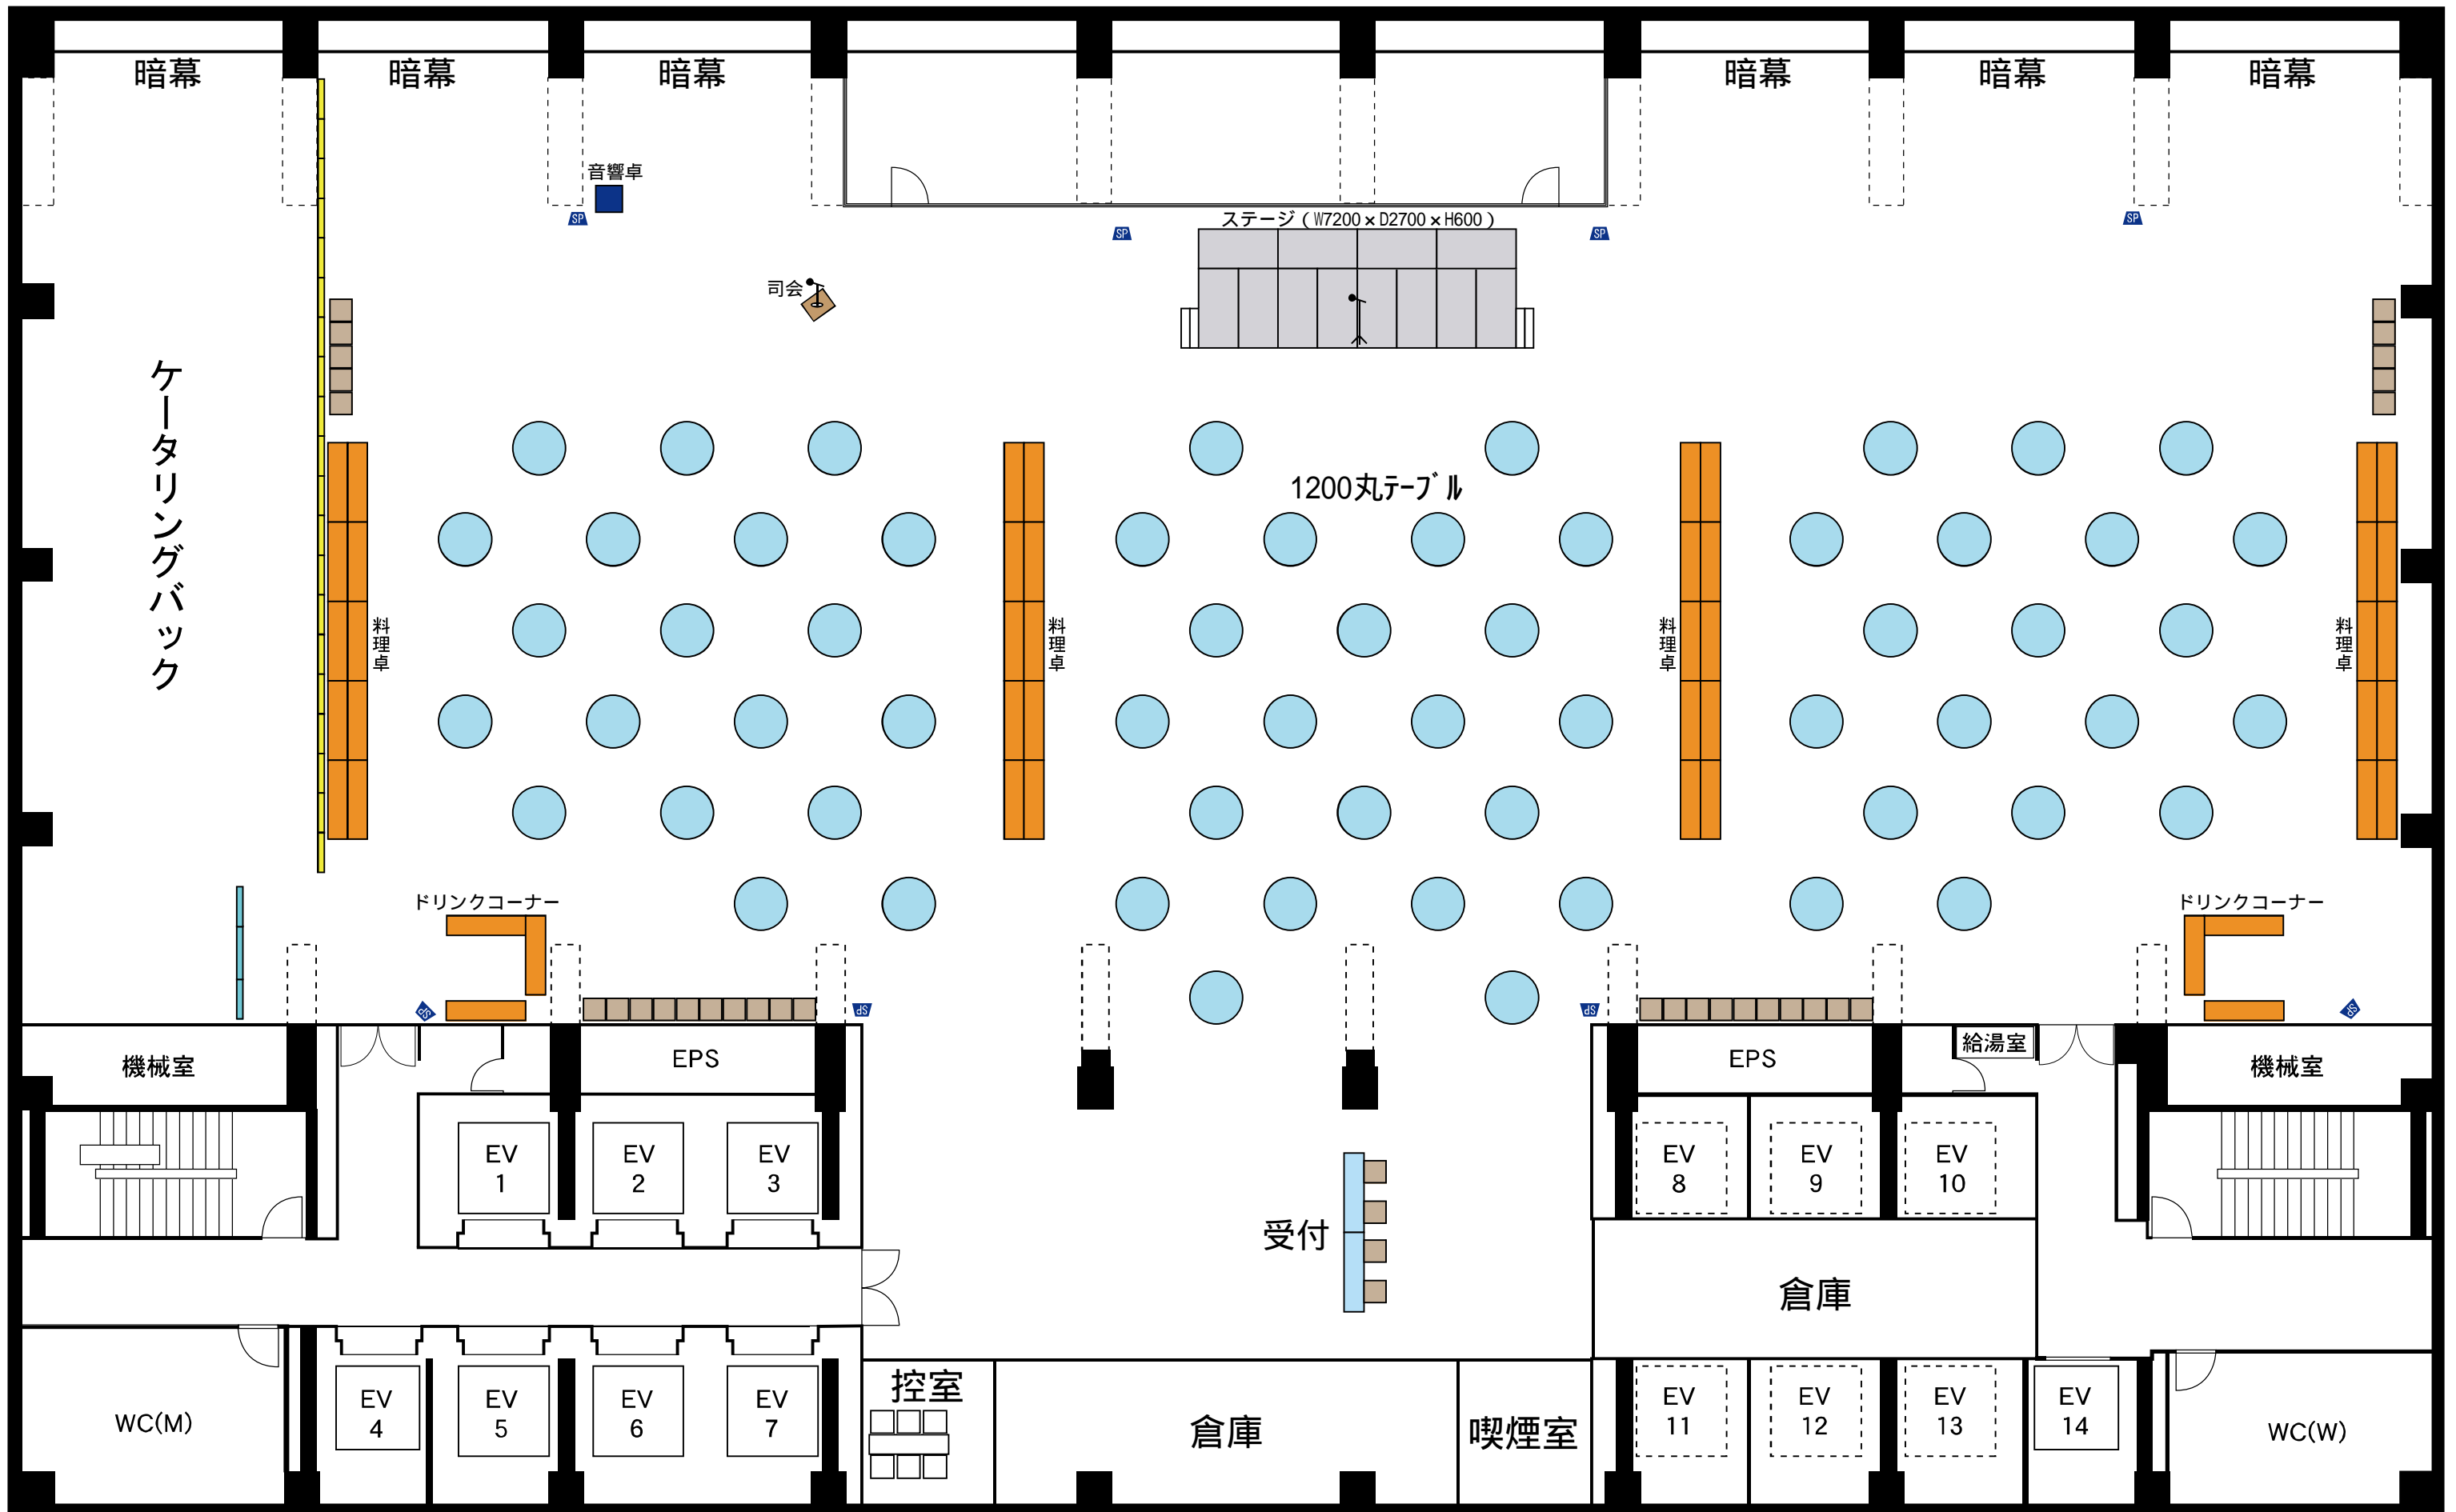 暗幕
暗幕
暗幕
暗幕
暗幕
暗幕
音響卓
SP
SP
SP
SP
ステージ（W7200×D2700×H600）
司会
ケータリングバック
1200丸テーブル
料理卓
料理卓
料理卓
料理卓
ドリンクコーナー
ドリンクコーナー
SP
SP
SP
SP
機械室
EPS
EPS
給湯室
機械室
EV
1
EV
2
EV
3
EV
8
EV
9
EV
10
受付
倉庫
WC(M)
EV
4
EV
5
EV
6
EV
7
控室
倉庫
喫煙室
EV
11
EV
12
EV
13
EV
14
WC(W)